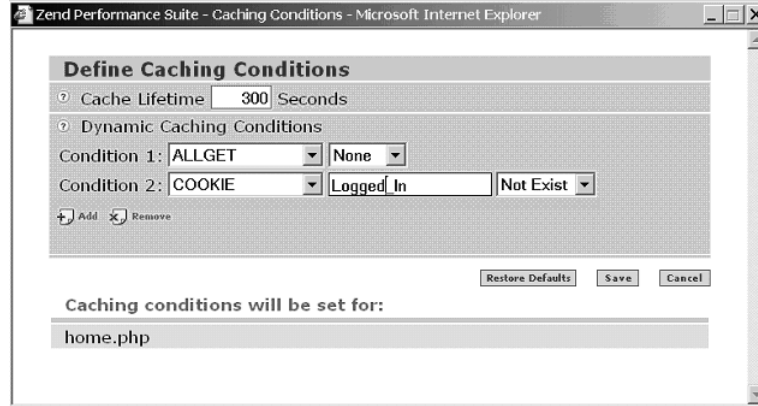 Zend Performance Suite - Caching Conditions - Microsoft Internet Explorer
Define Caching Conditions
? Cache Lifetime 300 Seconds
? Dynamic Caching Conditions
Condition 1: ALLGET None
Condition 2: COOKIE Logged_In Not Exist
Add Remove
Restore Defaults Save Cancel
Caching conditions will be set for:
home.php